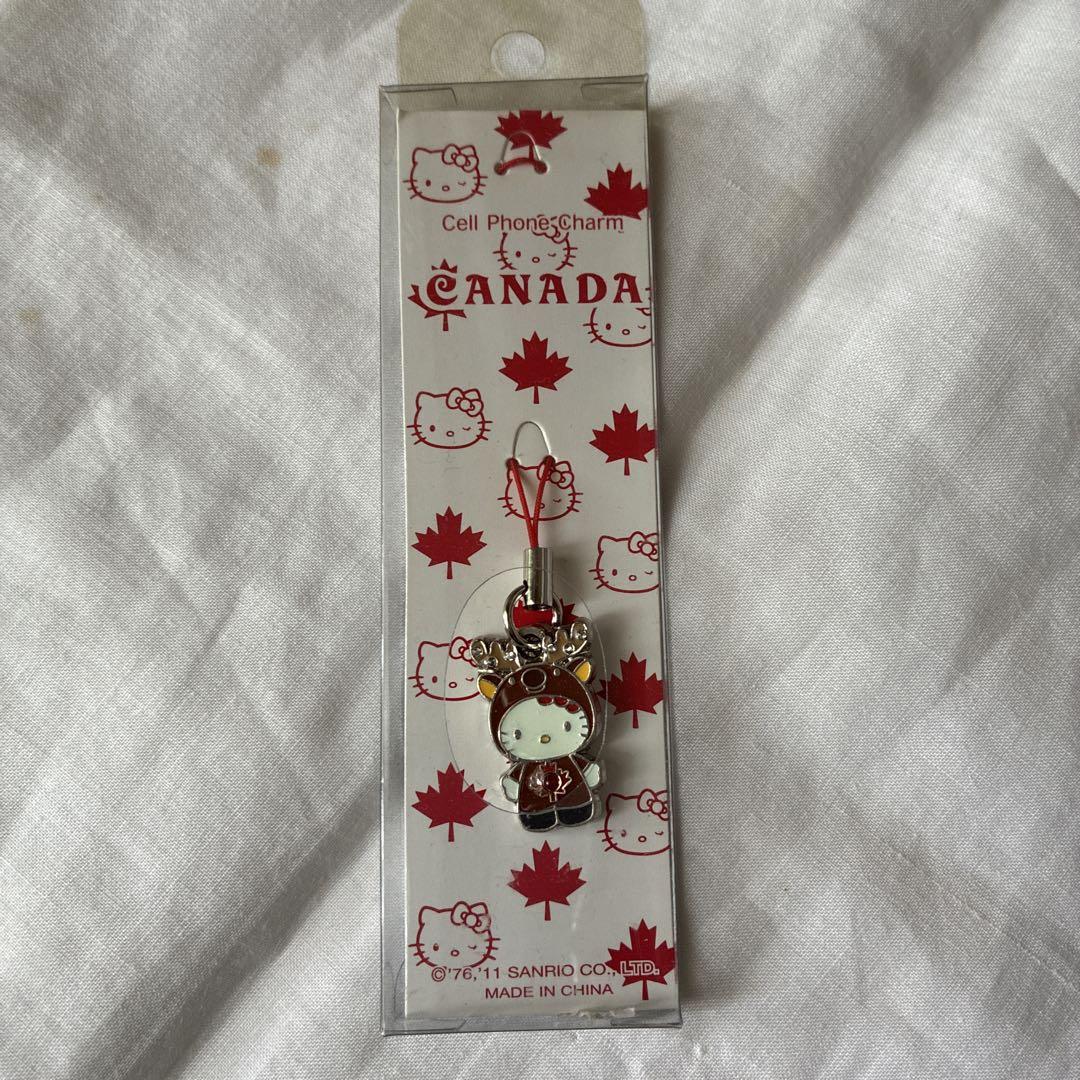 Cell Phone Charm
CANADA
©'76,'11 SANRIO CO., LTD.
MADE IN CHINA